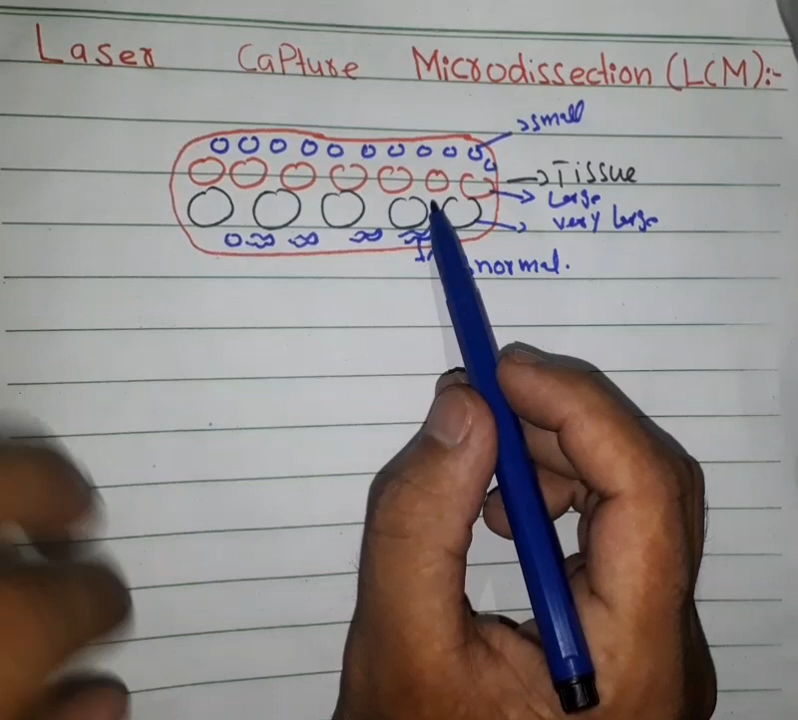 Laser Capture Microdissection (LCM):-
small
Tissue
Large
very large
normal.